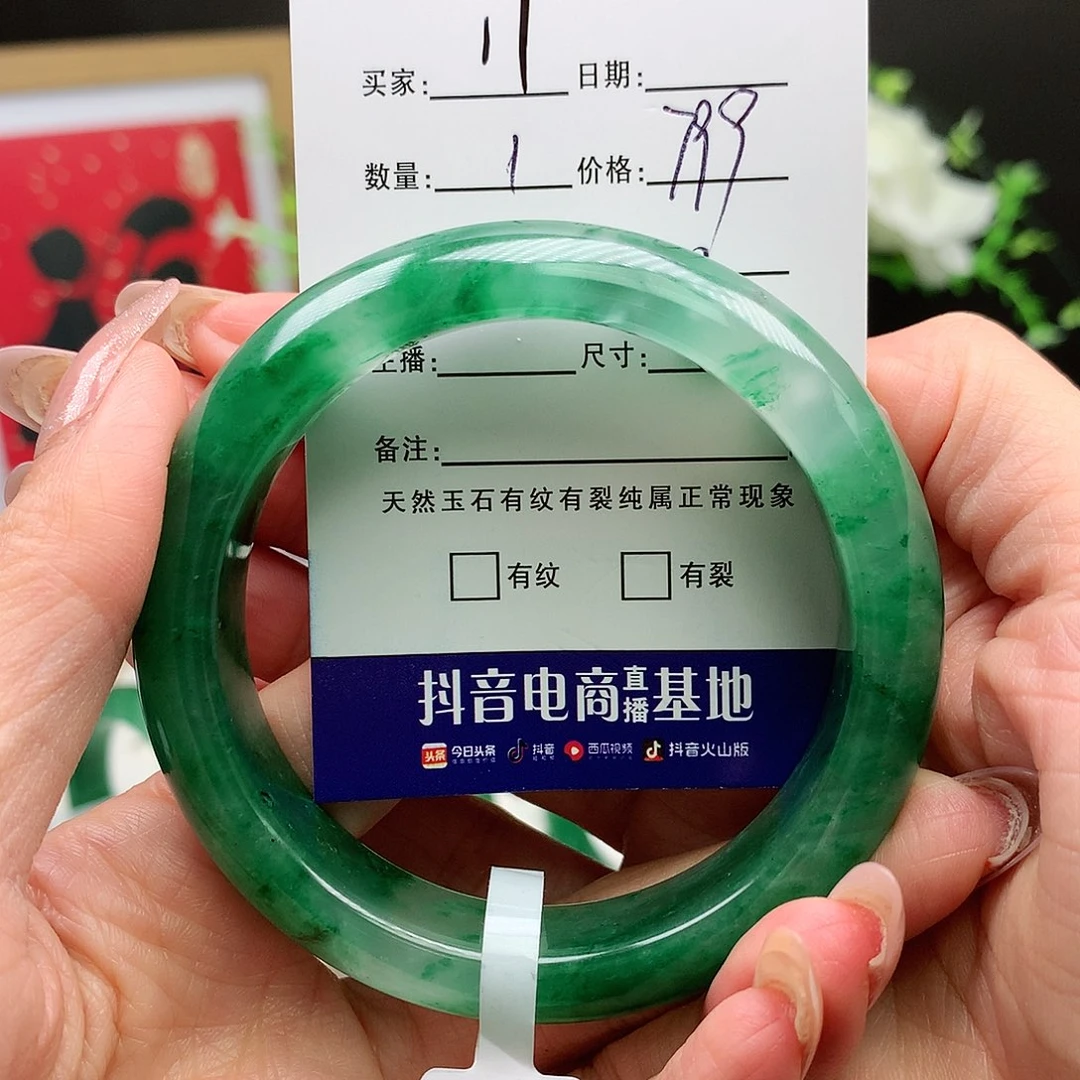 买家: 日期:
数量: 1 价格:
主播: 尺寸:
备注:
天然玉石有纹有裂纯属正常现象
□有纹 □有裂
抖音电商直播基地
头条 今日头条 抖音 西瓜视频 抖音火山版